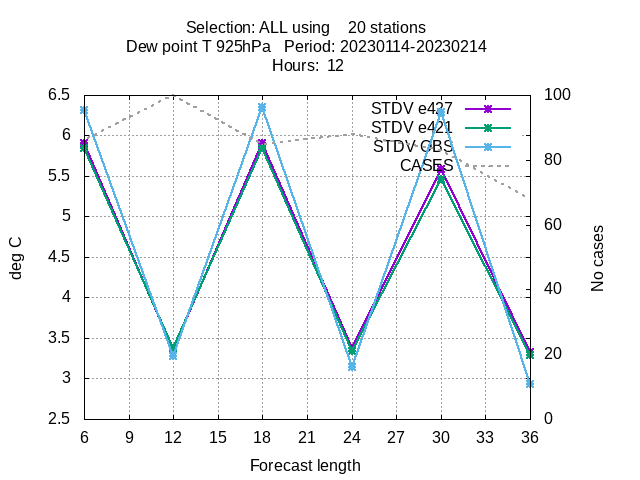 Selection: ALL using    20 stations
Dew point T 925hPa   Period: 20230114-20230214
Hours:  12
6.5
6
5.5
5
4.5
4
3.5
3
2.5
deg C
STDV e427
STDV e421
STDV OBS
CASES
100
80
60
40
20
0
No cases
6 9 12 15 18 21 24 27 30 33 36
Forecast length